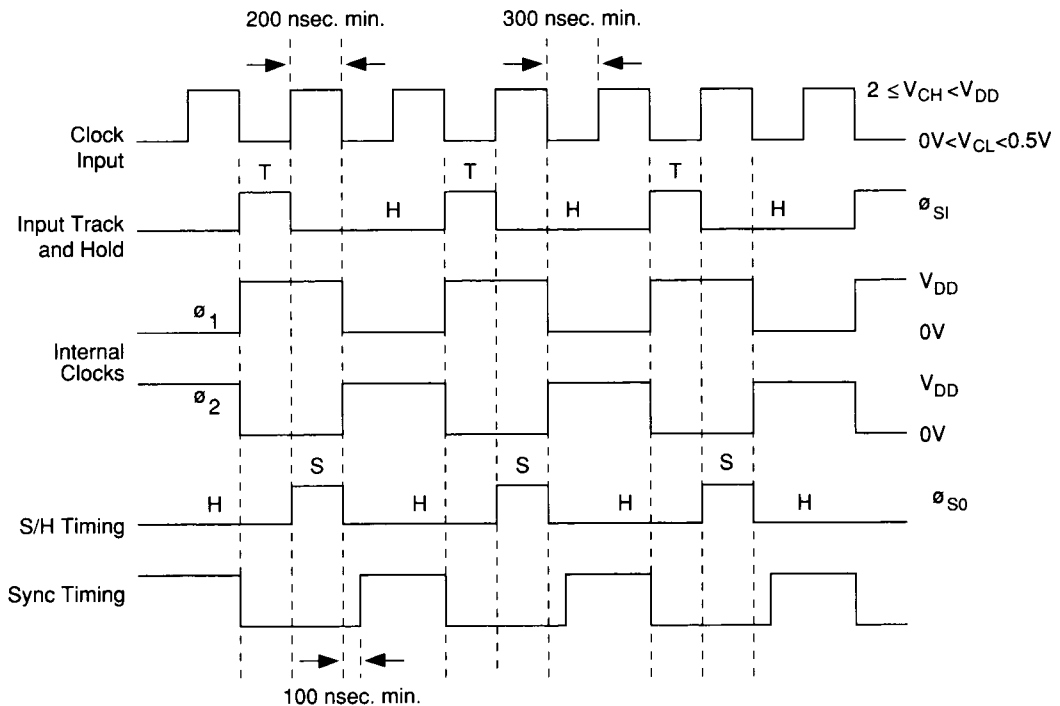 200 nsec. min.
300 nsec. min.
2 ≤ V_CH < V_DD
Clock
Input
0V<V_CL<0.5V
T T T
Input Track
and Hold
H H H
ø_SI
ø_1
V_DD
0V
Internal
Clocks
ø_2
V_DD
0V
S S S
S/H Timing
H H H H
ø_S0
Sync Timing
100 nsec. min.